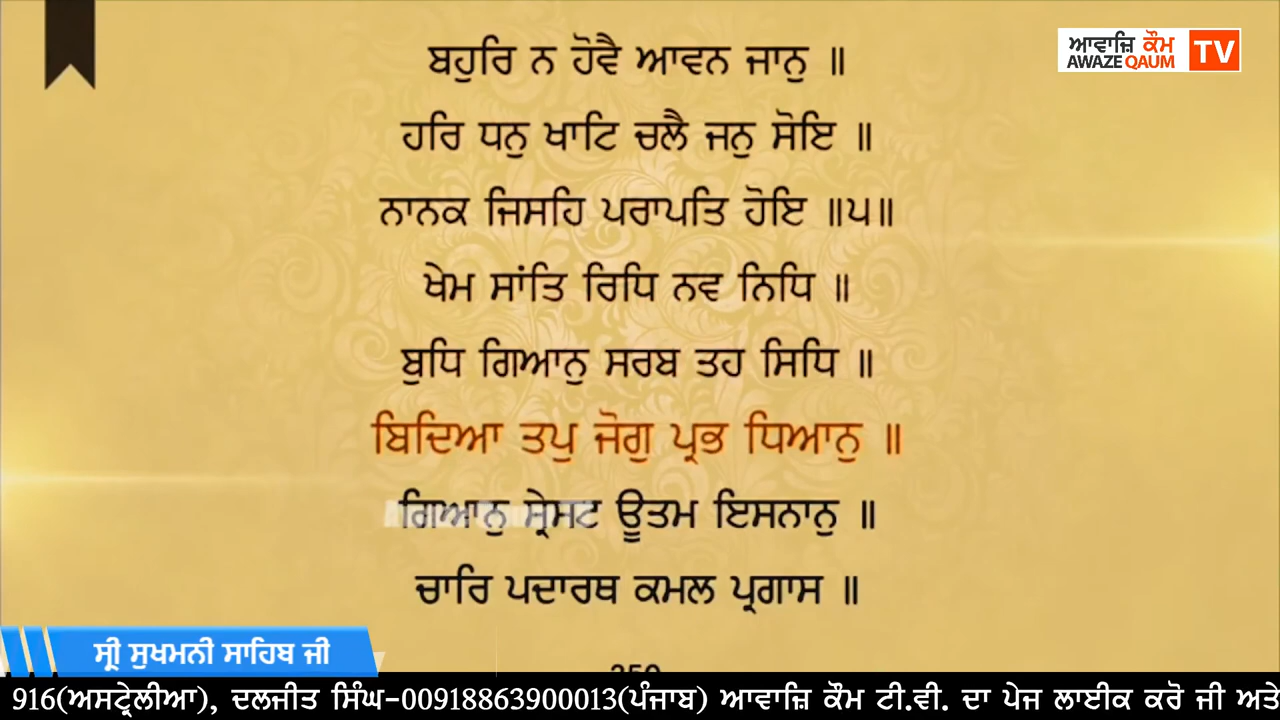 ਬਹੁਰਿ ਨ ਹੋਵੈ ਆਵਨ ਜਾਨੁ ॥
ਆਵਾਜ਼ਿ ਕੌਮ
AWAZE QAUM
TV
ਹਰਿ ਧਨੁ ਖਾਟਿ ਚਲੈ ਜਨੁ ਸੋਇ ॥
ਨਾਨਕ ਜਿਸਹਿ ਪਰਾਪਤਿ ਹੋਇ ॥੫॥
ਖੇਮ ਸਾਂਤਿ ਰਿਧਿ ਨਵ ਨਿਧਿ ॥
ਬੁਧਿ ਗਿਆਨੁ ਸਰਬ ਤਹ ਸਿਧਿ ॥
ਬਿਦਿਆ ਤਪੁ ਜੋਗੁ ਪ੍ਰਭ ਧਿਆਨੁ ॥
ਗਿਆਨੁ ਸ੍ਰੇਸਟ ਊਤਮ ਇਸਨਾਨੁ ॥
ਚਾਰਿ ਪਦਾਰਥ ਕਮਲ ਪ੍ਰਗਾਸ ॥
ਸ੍ਰੀ ਸੁਖਮਨੀ ਸਾਹਿਬ ਜੀ
916(ਅਸਟ੍ਰੇਲੀਆ), ਦਲਜੀਤ ਸਿੰਘ-00918863900013(ਪੰਜਾਬ) ਆਵਾਜ਼ਿ ਕੌਮ ਟੀ.ਵੀ. ਦਾ ਪੇਜ ਲਾਈਕ ਕਰੋ ਜੀ ਅਤੇ